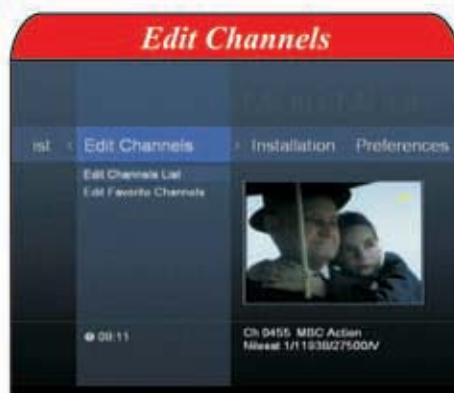 Edit Channels
ist ‹ Edit Channels › Installation Preferences
Edit Channels List
Edit Favorite Channels
09:11
Ch 0455 MBC Action
Nilesat 1/11938/27500/V